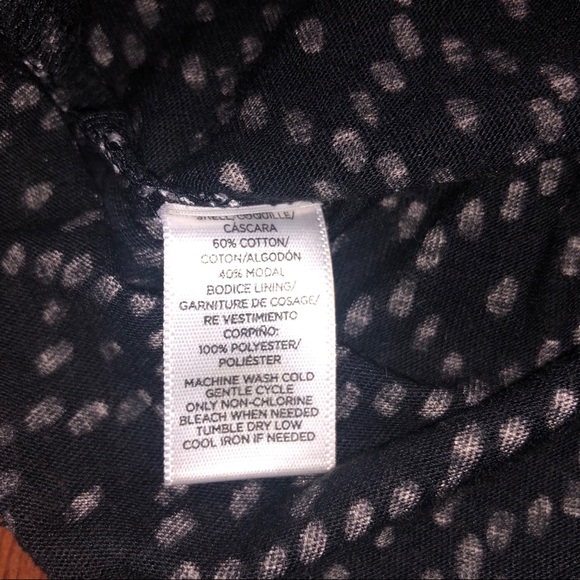 SHELL/COQUILLE/
CÁSCARA
60% COTTON/
COTON/ALGODÓN
40% MODAL
BODICE LINING/
GARNITURE DE COSAGE/
RE VESTIMIENTO
CORPIÑO:
100% POLYESTER/
POLIÉSTER
MACHINE WASH COLD
GENTLE CYCLE
ONLY NON-CHLORINE
BLEACH WHEN NEEDED
TUMBLE DRY LOW
COOL IRON IF NEEDED